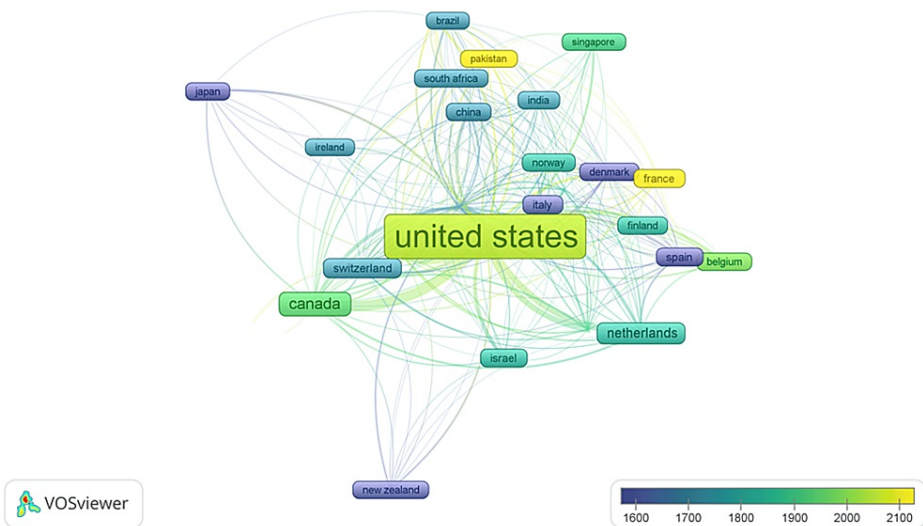 brazil
singapore
pakistan
south africa
japan
india
china
ireland
norway
denmark
france
italy
finland
united states
spain
belgium
switzerland
canada
netherlands
israel
new zealand
VOSviewer
1600 1700 1800 1900 2000 2100